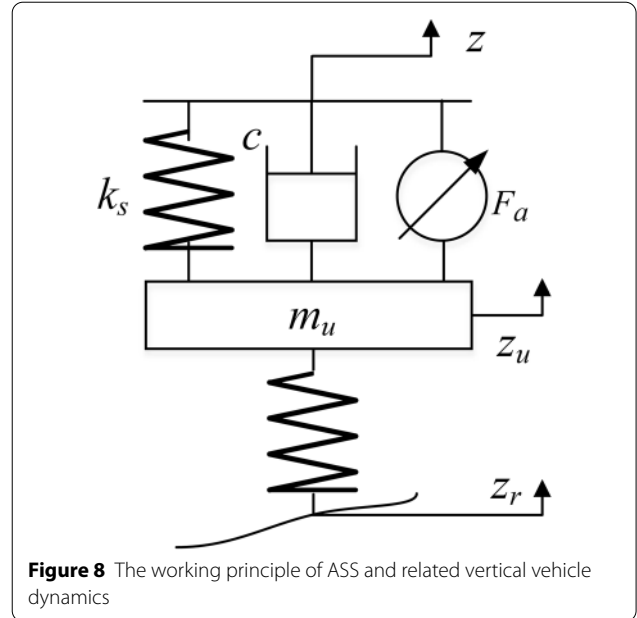 z
c
k_s
F_a
m_u
z_u
z_r
Figure 8 The working principle of ASS and related vertical vehicle
dynamics